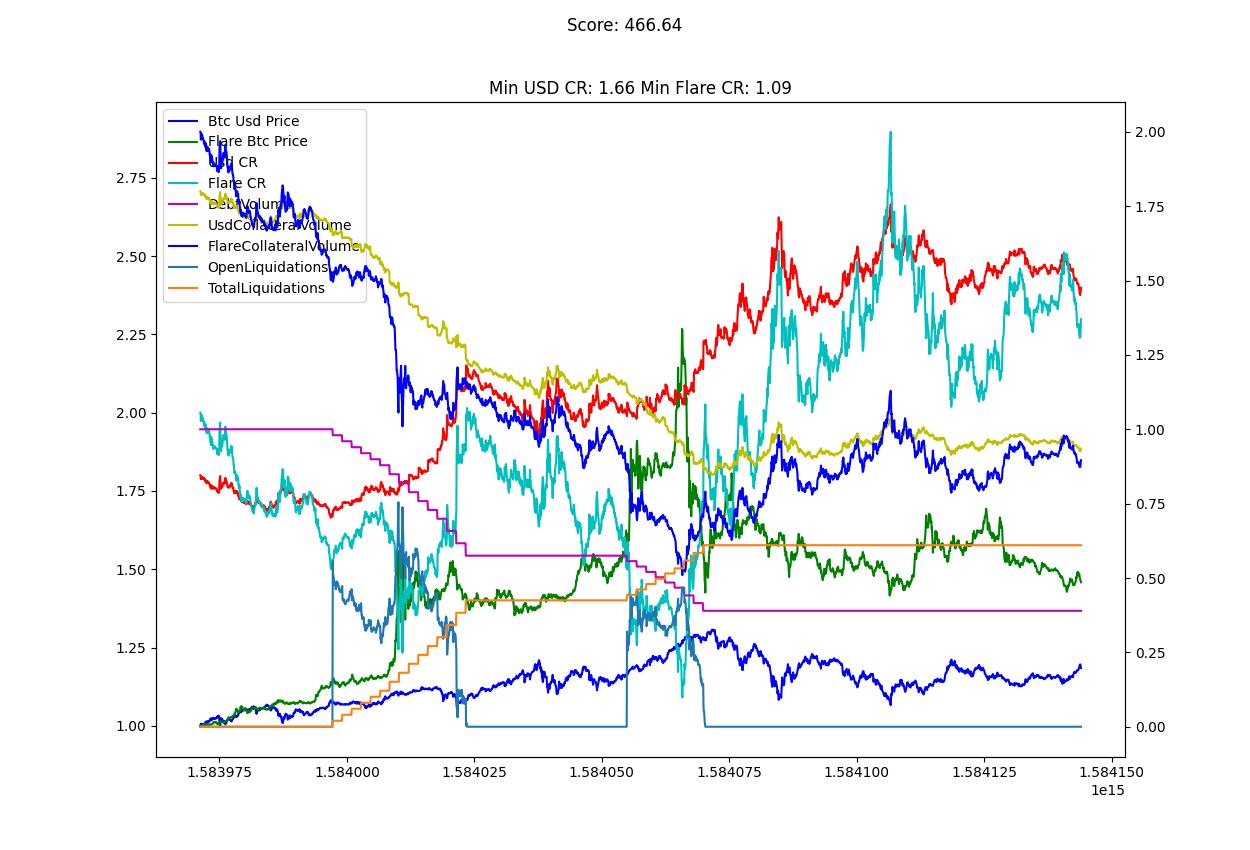 Score: 466.64
Min USD CR: 1.66 Min Flare CR: 1.09
Btc Usd Price
Flare Btc Price
Usd CR
Flare CR
DebtVolume
UsdCollateralVolume
FlareCollateralVolume
OpenLiquidations
TotalLiquidations
2.75
2.50
2.25
2.00
1.75
1.50
1.25
1.00
2.00
1.75
1.50
1.25
1.00
0.75
0.50
0.25
0.00
1.583975 1.584000 1.584025 1.584050 1.584075 1.584100 1.584125 1.584150
1e15